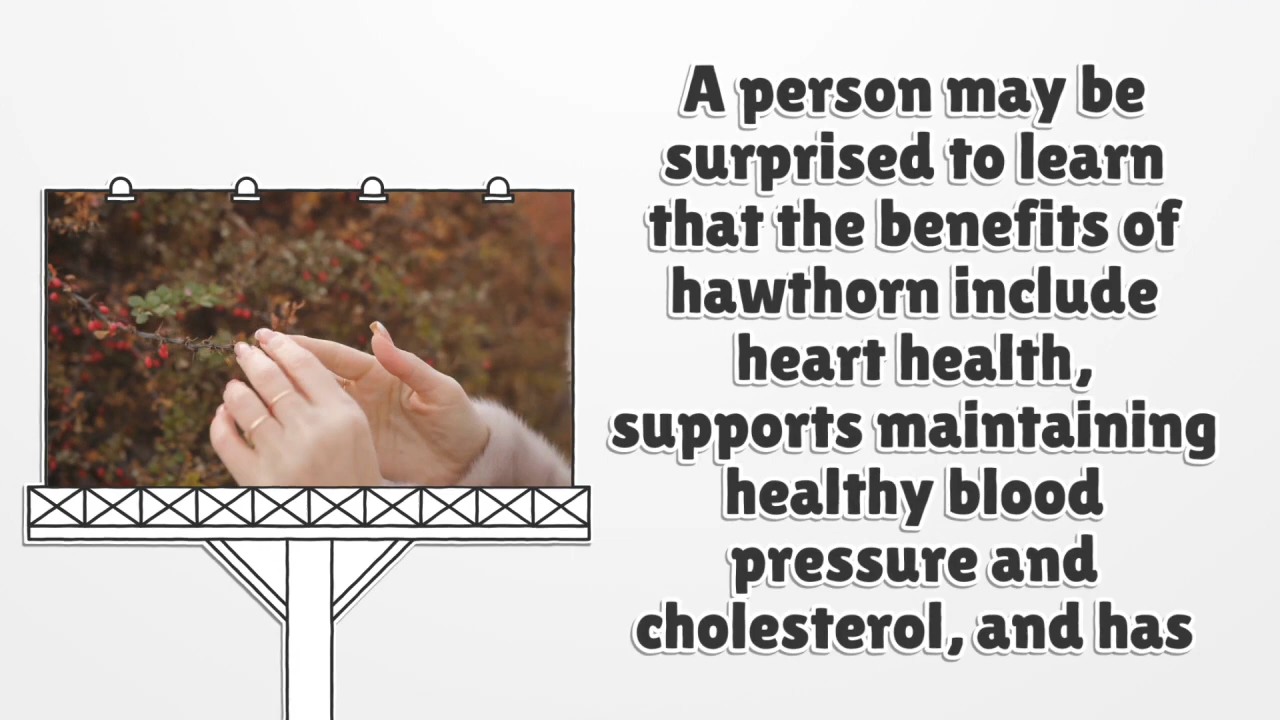 A person may be
surprised to learn
that the benefits of
hawthorn include
heart health,
supports maintaining
healthy blood
pressure and
cholesterol, and has